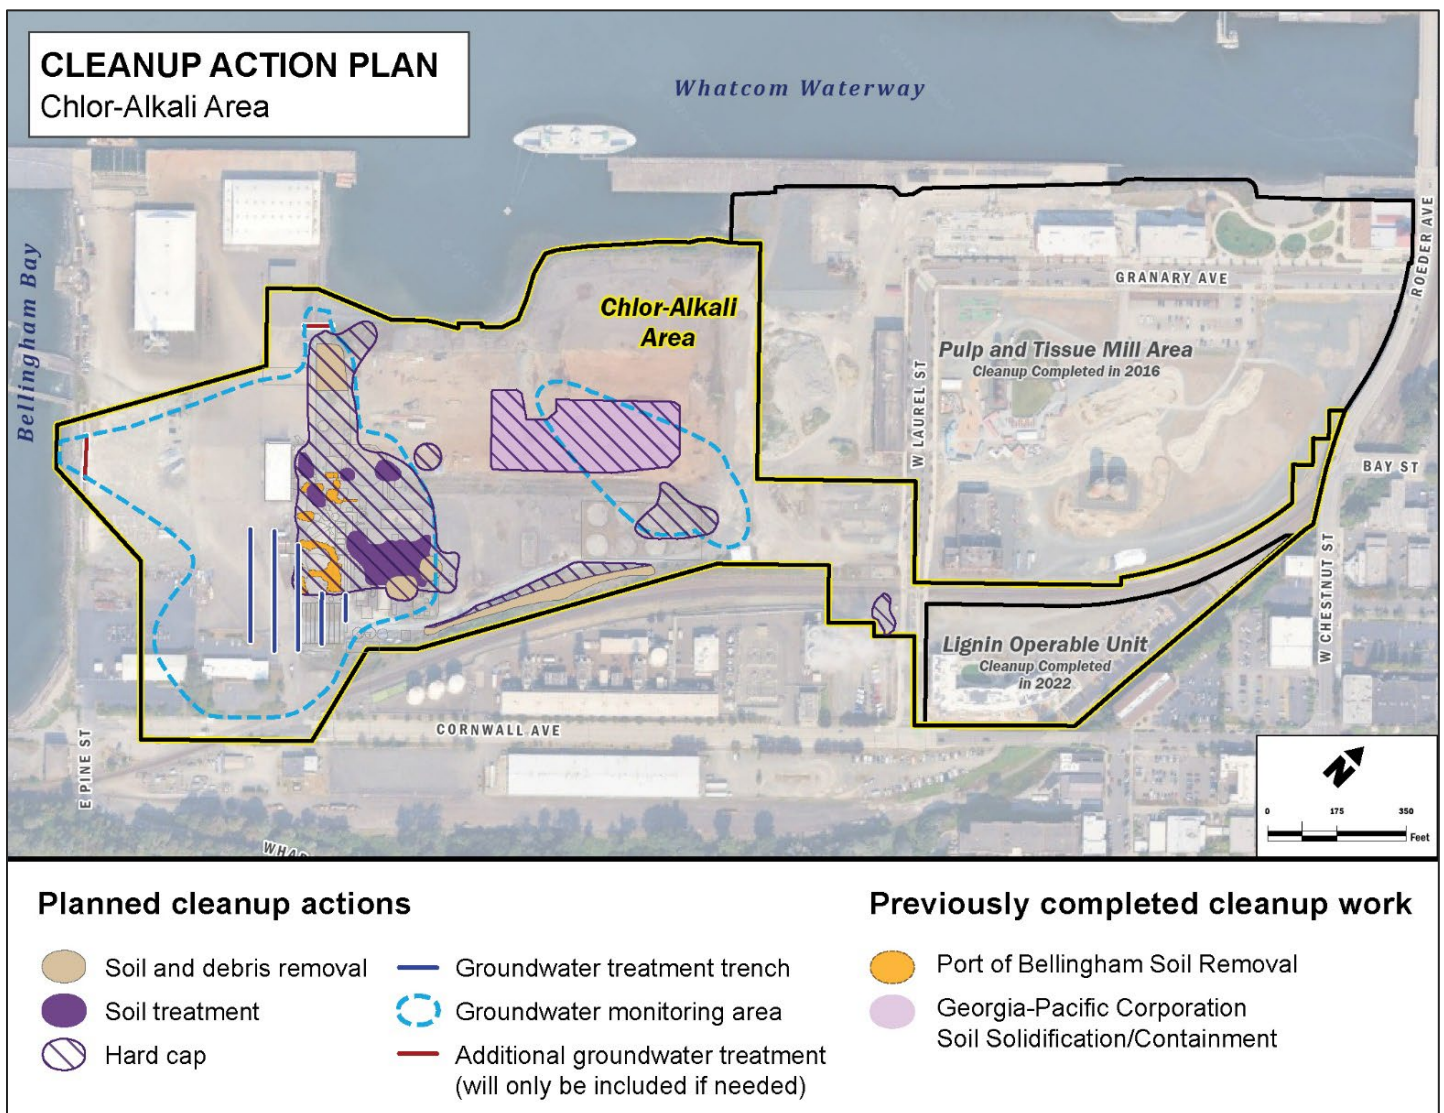 CLEANUP ACTION PLAN
Chlor-Alkali Area
Whatcom Waterway
Bellingham Bay
ROEDER AVE
GRANARY AVE
Chlor-Alkali
Area
Pulp and Tissue Mill Area
Cleanup Completed in 2016
W LAUREL ST
BAY ST
W CHESTNUT ST
Lignin Operable Unit
Cleanup Completed
in 2022
CORNWALL AVE
E PINE ST
N
0 175 350
Feet
Planned cleanup actions
Soil and debris removal
Soil treatment
Hard cap
Groundwater treatment trench
Groundwater monitoring area
Additional groundwater treatment
(will only be included if needed)
Previously completed cleanup work
Port of Bellingham Soil Removal
Georgia-Pacific Corporation
Soil Solidification/Containment